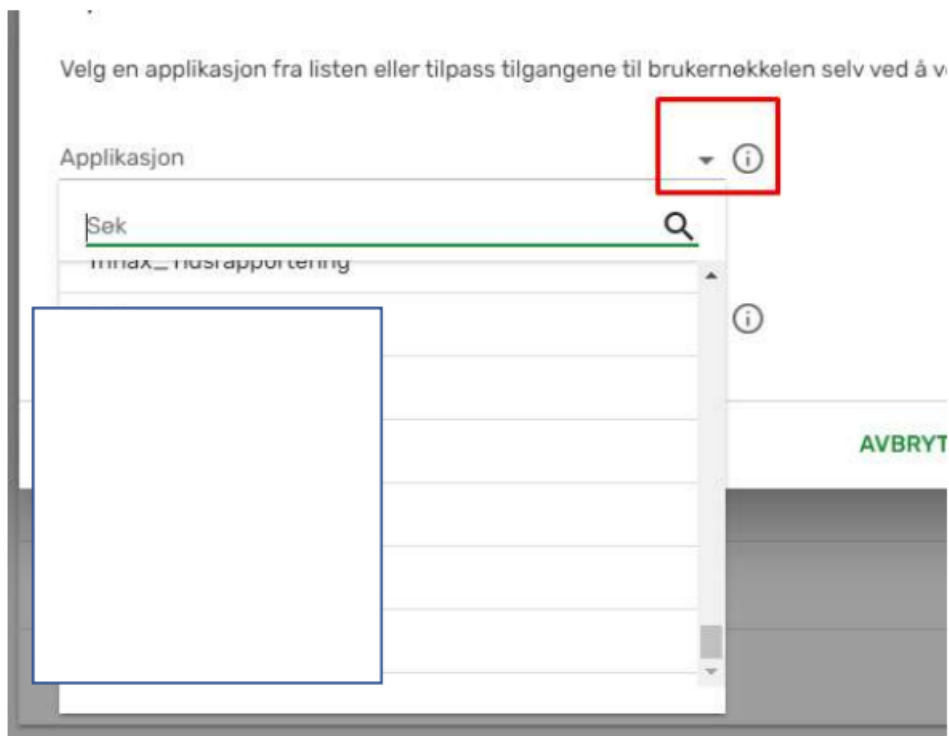 Velg en applikasjon fra listen eller tilpass tilgangene til brukernøkkelen selv ved å
Applikasjon
Søk
AVBRYT